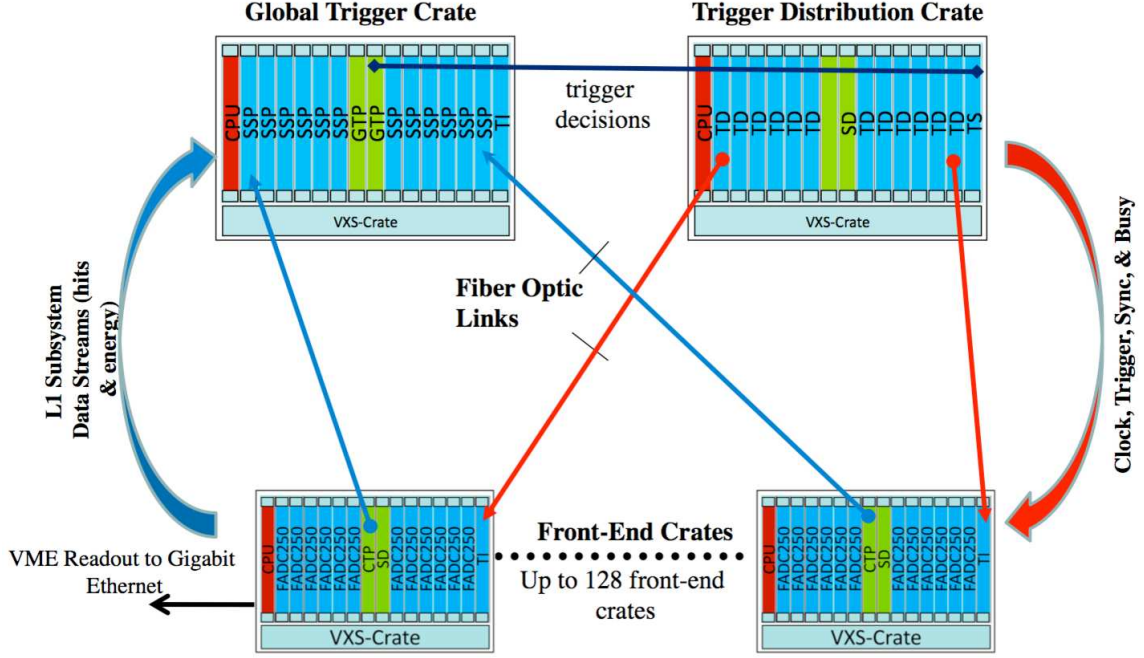 Global Trigger Crate
Trigger Distribution Crate
CPU
SSP
SSP
SSP
SSP
SSP
SSP
GTP
GTP
SSP
SSP
SSP
SSP
SSP
SSP
TI
VXS-Crate
trigger
decisions
CPU
TD
TD
TD
TD
TD
TD
SD
TD
TD
TD
TD
TD
TD
TS
VXS-Crate
L1 Subsystem
Data Streams (hits
& energy)
Fiber Optic
Links
Clock, Trigger, Sync, & Busy
VME Readout to Gigabit
Ethernet
CPU
FADC250
FADC250
FADC250
FADC250
FADC250
FADC250
CTP
SD
FADC250
FADC250
FADC250
FADC250
FADC250
FADC250
TI
VXS-Crate
Front-End Crates
Up to 128 front-end
crates
CPU
FADC250
FADC250
FADC250
FADC250
FADC250
FADC250
CTP
SD
FADC250
FADC250
FADC250
FADC250
FADC250
FADC250
TI
VXS-Crate